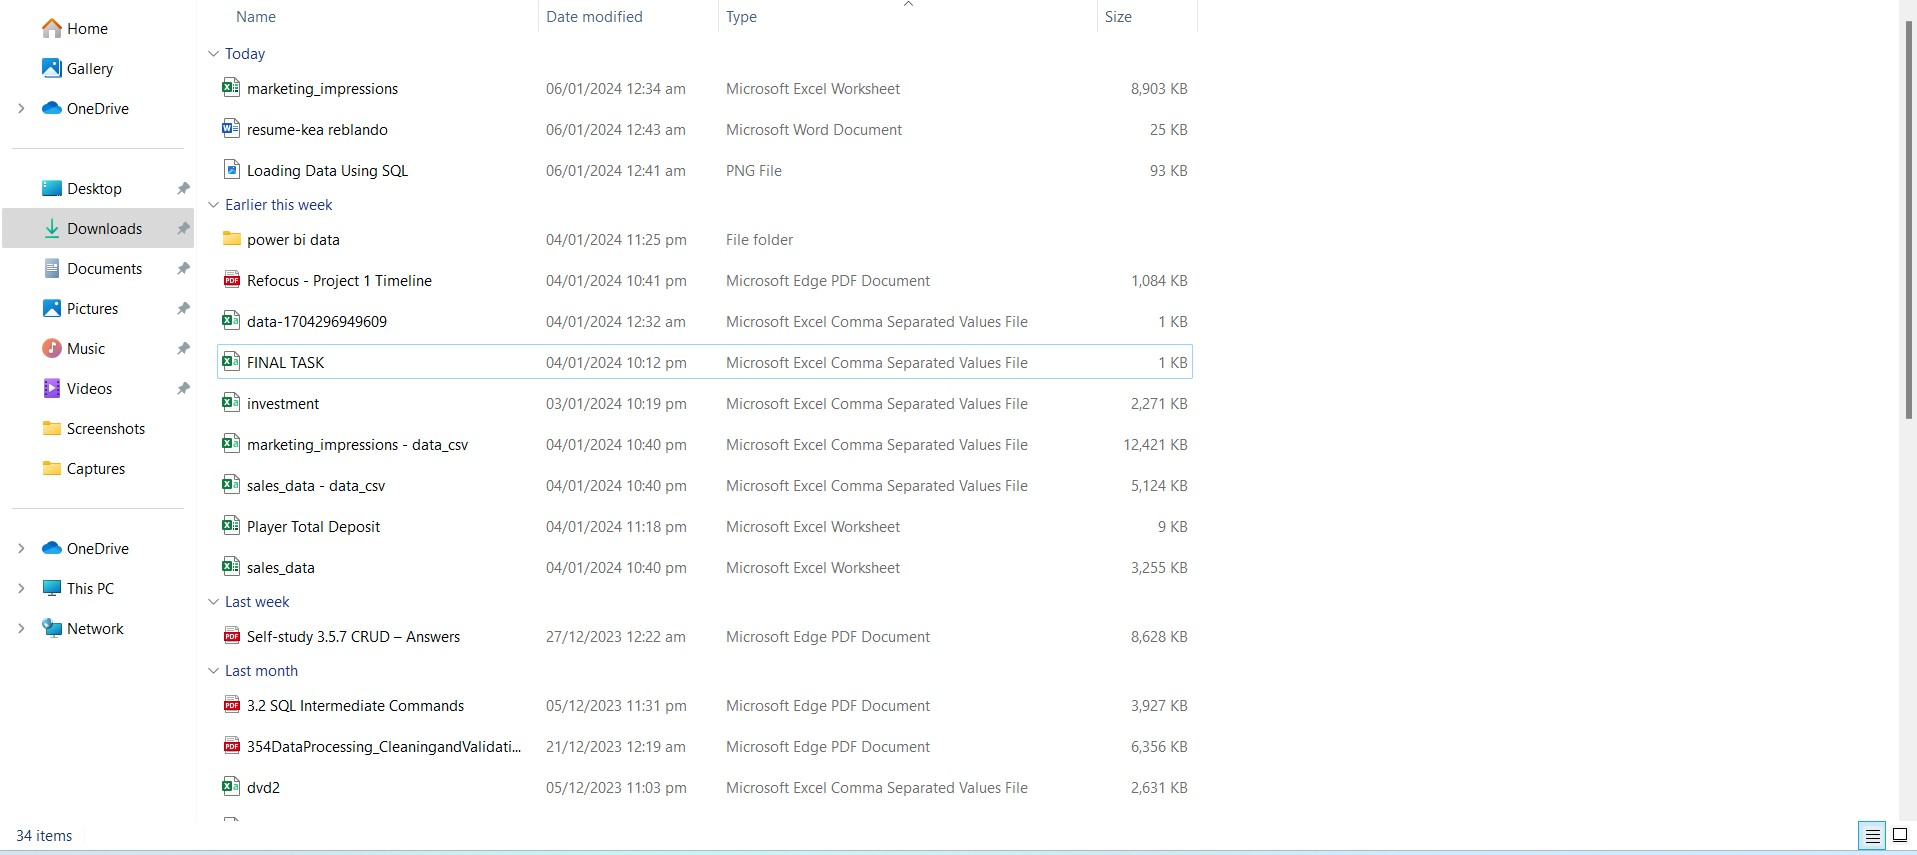 Home
Gallery
OneDrive
Desktop
Downloads
Documents
Pictures
Music
Videos
Screenshots
Captures
OneDrive
This PC
Network
Name Date modified Type Size
Today
marketing_impressions 06/01/2024 12:34 am Microsoft Excel Worksheet 8,903 KB
resume-kea reblando 06/01/2024 12:43 am Microsoft Word Document 25 KB
Loading Data Using SQL 06/01/2024 12:41 am PNG File 93 KB
Earlier this week
power bi data 04/01/2024 11:25 pm File folder
Refocus - Project 1 Timeline 04/01/2024 10:41 pm Microsoft Edge PDF Document 1,084 KB
data-1704296949609 04/01/2024 12:32 am Microsoft Excel Comma Separated Values File 1 KB
FINAL TASK 04/01/2024 10:12 pm Microsoft Excel Comma Separated Values File 1 KB
investment 03/01/2024 10:19 pm Microsoft Excel Comma Separated Values File 2,271 KB
marketing_impressions - data_csv 04/01/2024 10:40 pm Microsoft Excel Comma Separated Values File 12,421 KB
sales_data - data_csv 04/01/2024 10:40 pm Microsoft Excel Comma Separated Values File 5,124 KB
Player Total Deposit 04/01/2024 11:18 pm Microsoft Excel Worksheet 9 KB
sales_data 04/01/2024 10:40 pm Microsoft Excel Worksheet 3,255 KB
Last week
Self-study 3.5.7 CRUD – Answers 27/12/2023 12:22 am Microsoft Edge PDF Document 8,628 KB
Last month
3.2 SQL Intermediate Commands 05/12/2023 11:31 pm Microsoft Edge PDF Document 3,927 KB
354DataProcessing_CleaningandValidati... 21/12/2023 12:19 am Microsoft Edge PDF Document 6,356 KB
dvd2 05/12/2023 11:03 pm Microsoft Excel Comma Separated Values File 2,631 KB
34 items